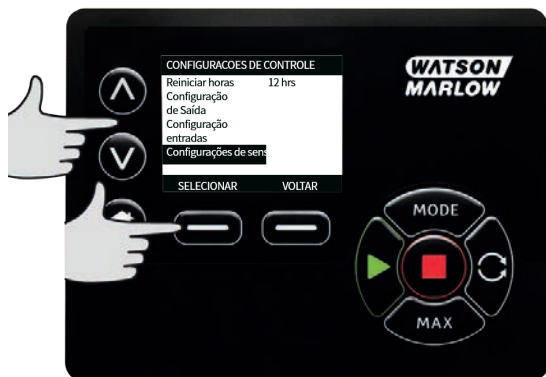 CONFIGURACOES DE CONTROLE
Reiniciar horas 12 hrs
Configuração
de Saída
Configuração
entradas
Configurações de sens
SELECIONAR VOLTAR
WATSON
MARLOW
MODE
MAX